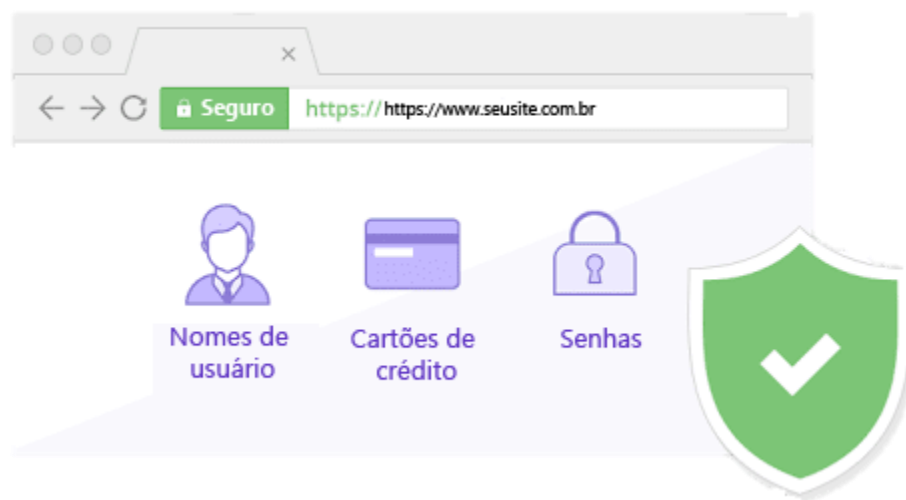 Seguro https:// https://www.seusite.com.br
Nomes de
usuário
Cartões de
crédito
Senhas